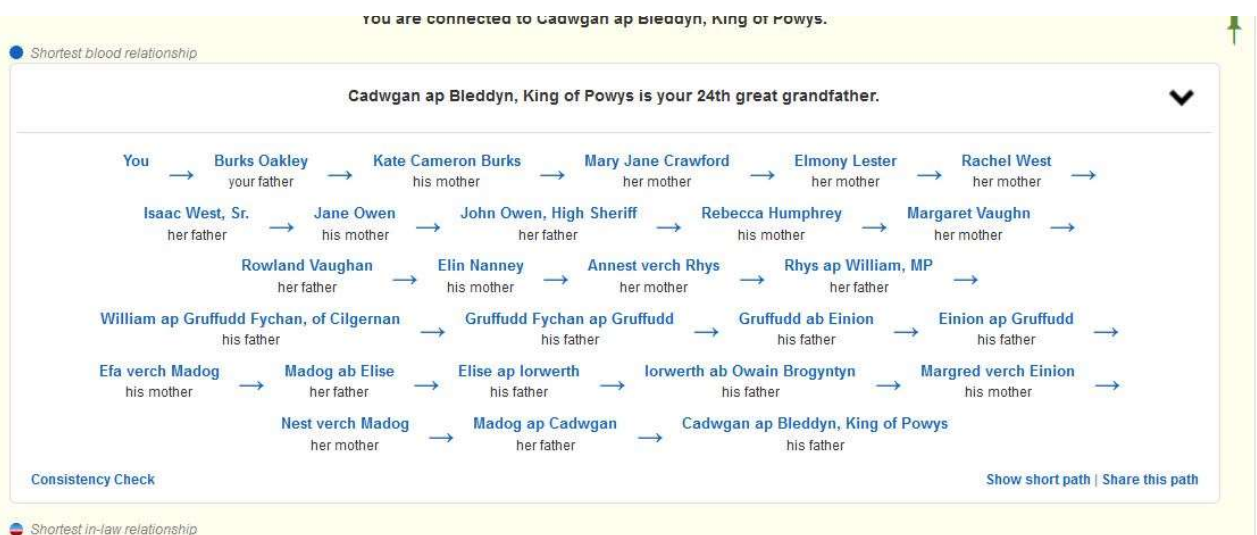 You are connected to Cadwgan ap Bleddyn, King of Powys.
Shortest blood relationship
Cadwgan ap Bleddyn, King of Powys is your 24th great grandfather.
You → Burks Oakley → Kate Cameron Burks → Mary Jane Crawford → Elmony Lester → Rachel West →
your father his mother her mother her mother her mother
Isaac West, Sr. → Jane Owen → John Owen, High Sheriff → Rebecca Humphrey → Margaret Vaughn →
her father his mother her father his mother her mother
Rowland Vaughan → Elin Nanney → Annest verch Rhys → Rhys ap William, MP →
her father his mother her mother her father
William ap Gruffudd Fychan, of Cilgernan → Gruffudd Fychan ap Gruffudd → Gruffudd ab Einion → Einion ap Gruffudd →
his father his father his father his father
Efa verch Madog → Madog ab Elise → Elise ap Iorwerth → Iorwerth ab Owain Brogyntyn → Margred verch Einion →
his mother her father his father his father his mother
Nest verch Madog → Madog ap Cadwgan → Cadwgan ap Bleddyn, King of Powys
her mother her father his father
Consistency Check Show short path | Share this path
Shortest in-law relationship